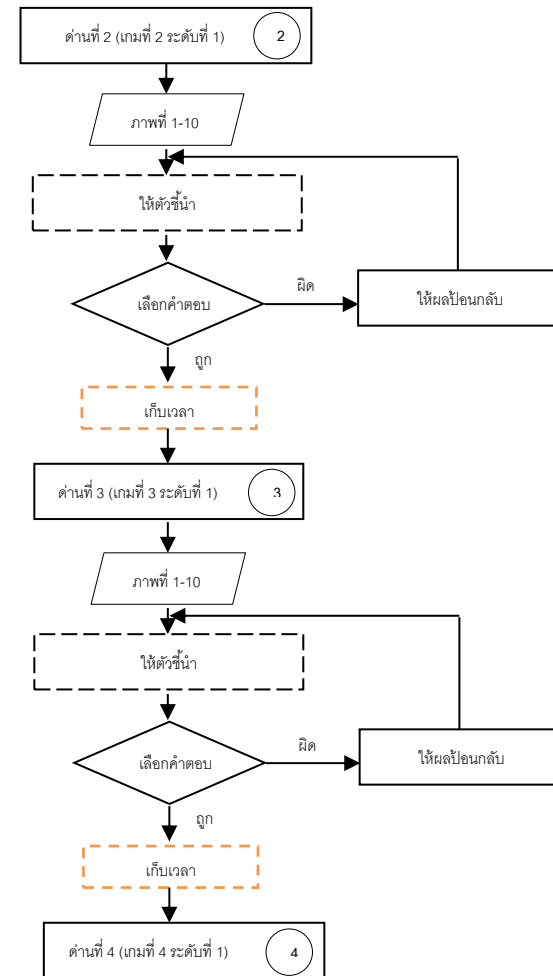 ด่านที่ 2 (เกมที่ 2 ระดับที่ 1) 2
ภาพที่ 1-10
ให้ตัวชี้นำ
เลือกคำตอบ
ผิด
ให้ผลป้อนกลับ
ถูก
เก็บเวลา
ด่านที่ 3 (เกมที่ 3 ระดับที่ 1) 3
ภาพที่ 1-10
ให้ตัวชี้นำ
เลือกคำตอบ
ผิด
ให้ผลป้อนกลับ
ถูก
เก็บเวลา
ด่านที่ 4 (เกมที่ 4 ระดับที่ 1) 4